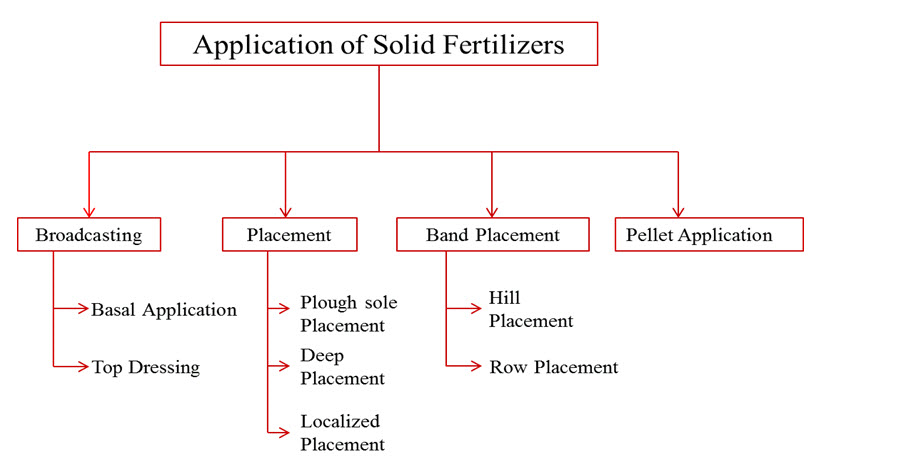 Application of Solid Fertilizers
Broadcasting
Placement
Band Placement
Pellet Application
Basal Application
Top Dressing
Plough sole
Placement
Deep
Placement
Localized
Placement
Hill
Placement
Row Placement